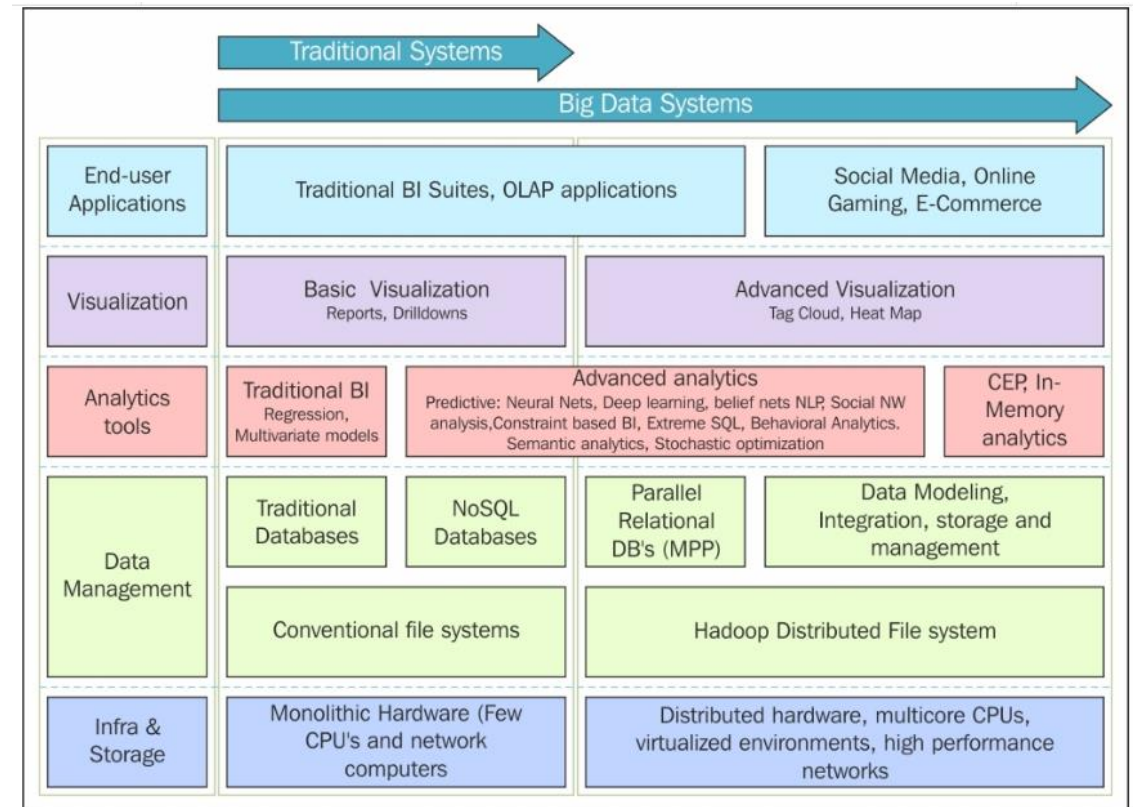 Traditional Systems
Big Data Systems
End-user
Applications
Traditional BI Suites, OLAP applications
Social Media, Online
Gaming, E-Commerce
Visualization
Basic Visualization
Reports, Drilldowns
Advanced Visualization
Tag Cloud, Heat Map
Analytics
tools
Traditional BI
Regression,
Multivariate models
Advanced analytics
Predictive: Neural Nets, Deep learning, belief nets NLP, Social NW
analysis,Constraint based BI, Extreme SQL, Behavioral Analytics.
Semantic analytics, Stochastic optimization
CEP, In-
Memory
analytics
Data
Management
Traditional
Databases
NoSQL
Databases
Parallel
Relational
DB's (MPP)
Data Modeling,
Integration, storage and
management
Conventional file systems
Hadoop Distributed File system
Infra &
Storage
Monolithic Hardware (Few
CPU's and network
computers
Distributed hardware, multicore CPUs,
virtualized environments, high performance
networks